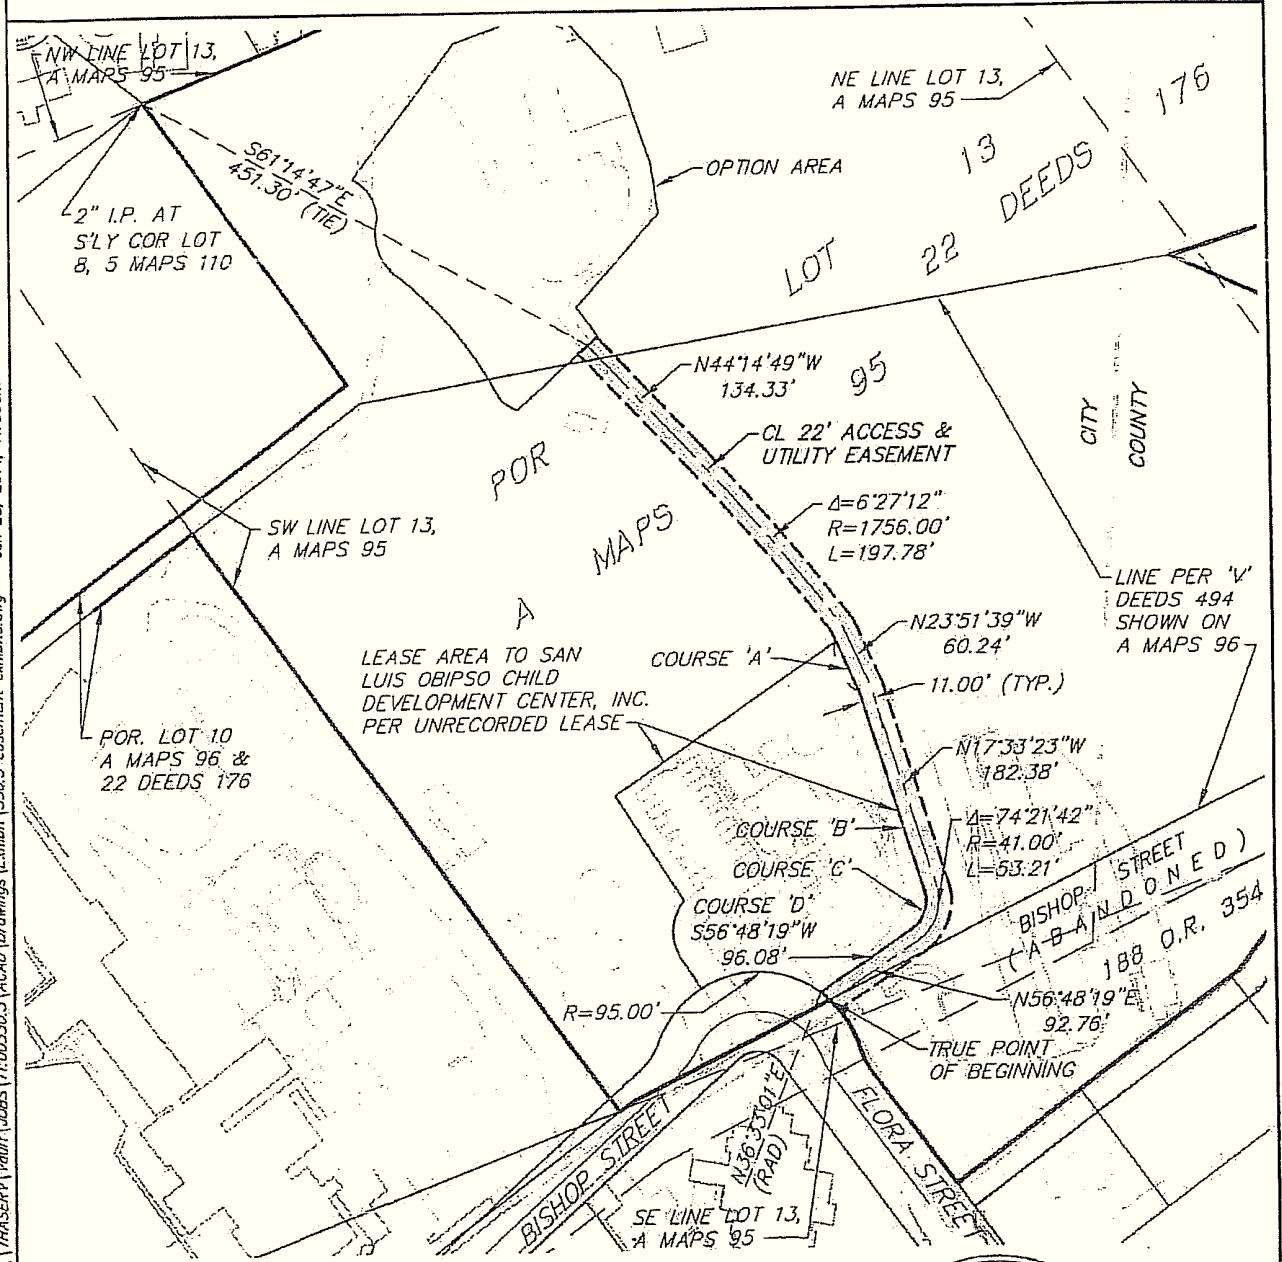 NW LINE LOT 13,
A MAPS 95
NE LINE LOT 13,
A MAPS 95
176
13
DEEDS
S61°14'47"E
451.30' (TIE)
OPTION AREA
2" I.P. AT
S'LY COR LOT
8, 5 MAPS 110
LOT
22
N44°14'49"W
134.33'
95
CL 22' ACCESS &
UTILITY EASEMENT
CITY
COUNTY
POR
MAPS
A
Δ=6°27'12"
R=1756.00'
L=197.78'
SW LINE LOT 13,
A MAPS 95
LINE PER 'V'
DEEDS 494
SHOWN ON
A MAPS 96
N23°51'39"W
60.24'
LEASE AREA TO SAN
LUIS OBIPSO CHILD
DEVELOPMENT CENTER, INC.
PER UNRECORDED LEASE
COURSE 'A'
11.00' (TYP.)
POR. LOT 10
A MAPS 96 &
22 DEEDS 176
N17°33'23"W
182.38'
COURSE 'B'
Δ=74°21'42"
R=41.00'
L=53.21'
COURSE 'C'
COURSE 'D'
S56°48'19"W
96.08'
BISHOP STREET
(ABANDONED)
188 O.R. 354
R=95.00'
N56°48'19"E
92.76'
TRUE POINT
OF BEGINNING
N36°33'01"E
(RAD)
BISHOP STREET
FLORA STREET
SE LINE LOT 13,
A MAPS 95